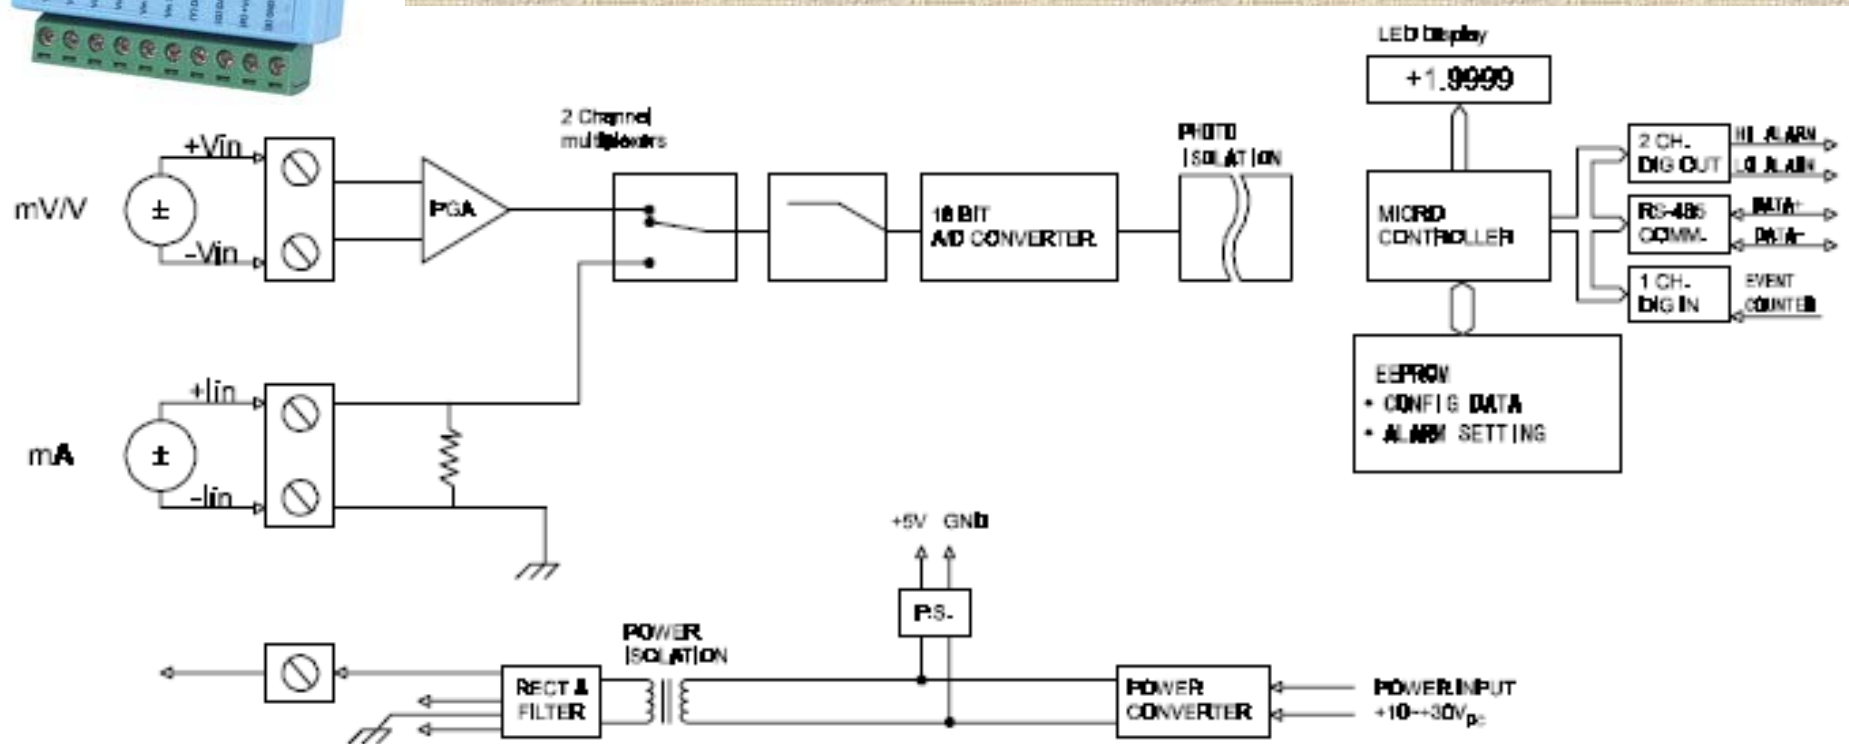 LED Display
+1.9999
2 Channel
multiplexers
PHOTO
ISOLATION
+Vin
mV/V
±
-Vin
PGA
16 BIT
A/D CONVERTER
MICRO
CONTROLLER
2 CH.
DIG OUT
HI ALARM
LO ALARM
RS-485
COMM.
DATA+
DATA-
1 CH.
DIG IN
EVENT
COUNTER
EEPROM
• CONFIG DATA
• ALARM SETTING
+Iin
mA
±
-Iin
+5V GND
P.S.
POWER
ISOLATION
RECT &
FILTER
POWER
CONVERTER
POWER INPUT
+10~+30VDC